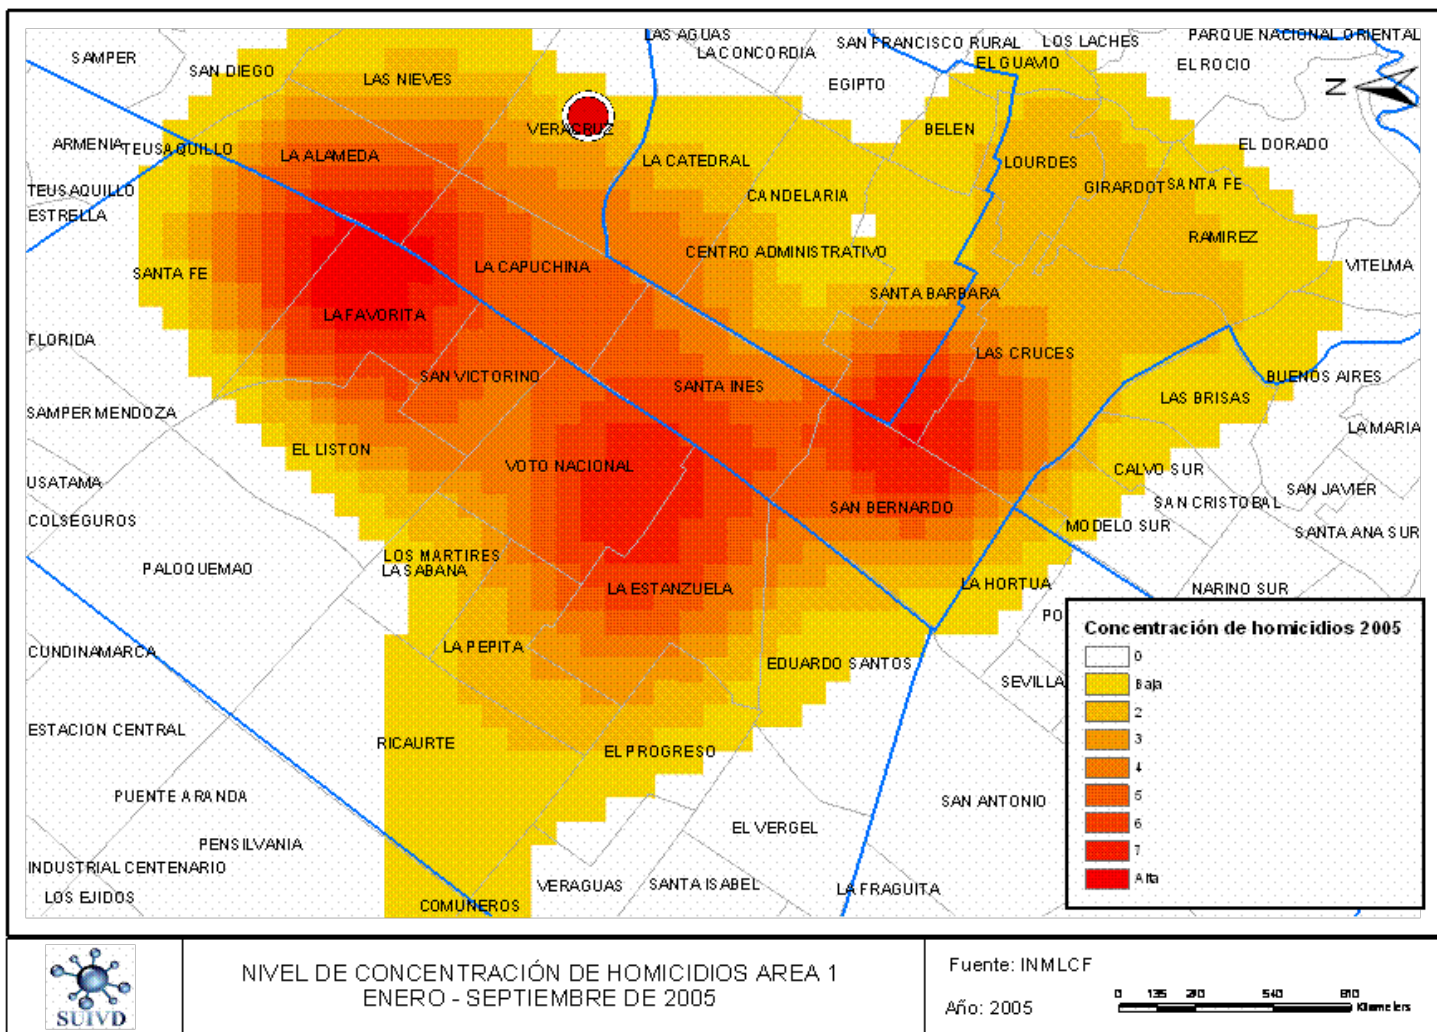 LAS AGUAS
PARQUE NACIONAL ORIENTAL
SAN FRANCISCO RURAL
LOS LACHES
LA CONCORDIA
SAMPER
SAN DIEGO
EL GUAVIO
EL ROCIO
LAS NIEVES
EGIPTO
N
VERACRUZ
BELEN
ARMENIA
TEUSAQUILLO
LA ALAMEDA
LA CATEDRAL
LOURDES
EL DORADO
TEUSAQUILLO
CANDELARIA
GIRARDOT
SANTA FE
ESTRELLA
RAMIREZ
CENTRO ADMINISTRATIVO
SANTA FE
LA CAPUCHINA
VITELMA
SANTA BARBARA
LA FAVORITA
FLORIDA
LAS CRUCES
SAN VICTORINO
SANTA INES
BUENOS AIRES
LAS BRISAS
SAMPER MENDOZA
LA MARIA
EL LISTON
VOTO NACIONAL
CALVO SUR
USATAMA
SAN JAVIER
SAN CRISTOBAL
SAN BERNARDO
COLSEGUROS
MODELO SUR
SANTA ANA SUR
LOS MARTIRES
PALOQUEMAO
LA SABANA
LA HORTUA
LA ESTANZUELA
NARINO SUR
PO
CUNDINAMARCA
LA PEPITA
EDUARDO SANTOS
SEVILLA
ESTACION CENTRAL
RICAURTE
EL PROGRESO
PUENTE ARANDA
SAN ANTONIO
EL VERGEL
PENSILVANIA
INDUSTRIAL CENTENARIO
VERAGUAS
SANTA ISABEL
LA FRAGUITA
LOS EJIDOS
COMUNEROS
Concentración de homicidios 2005
0
Baja
2
3
4
5
6
7
Alta
SUIVD
NIVEL DE CONCENTRACIÓN DE HOMICIDIOS AREA 1
ENERO - SEPTIEMBRE DE 2005
Fuente: INMLCF
Año: 2005
0 135 270 540 810
Kilometers